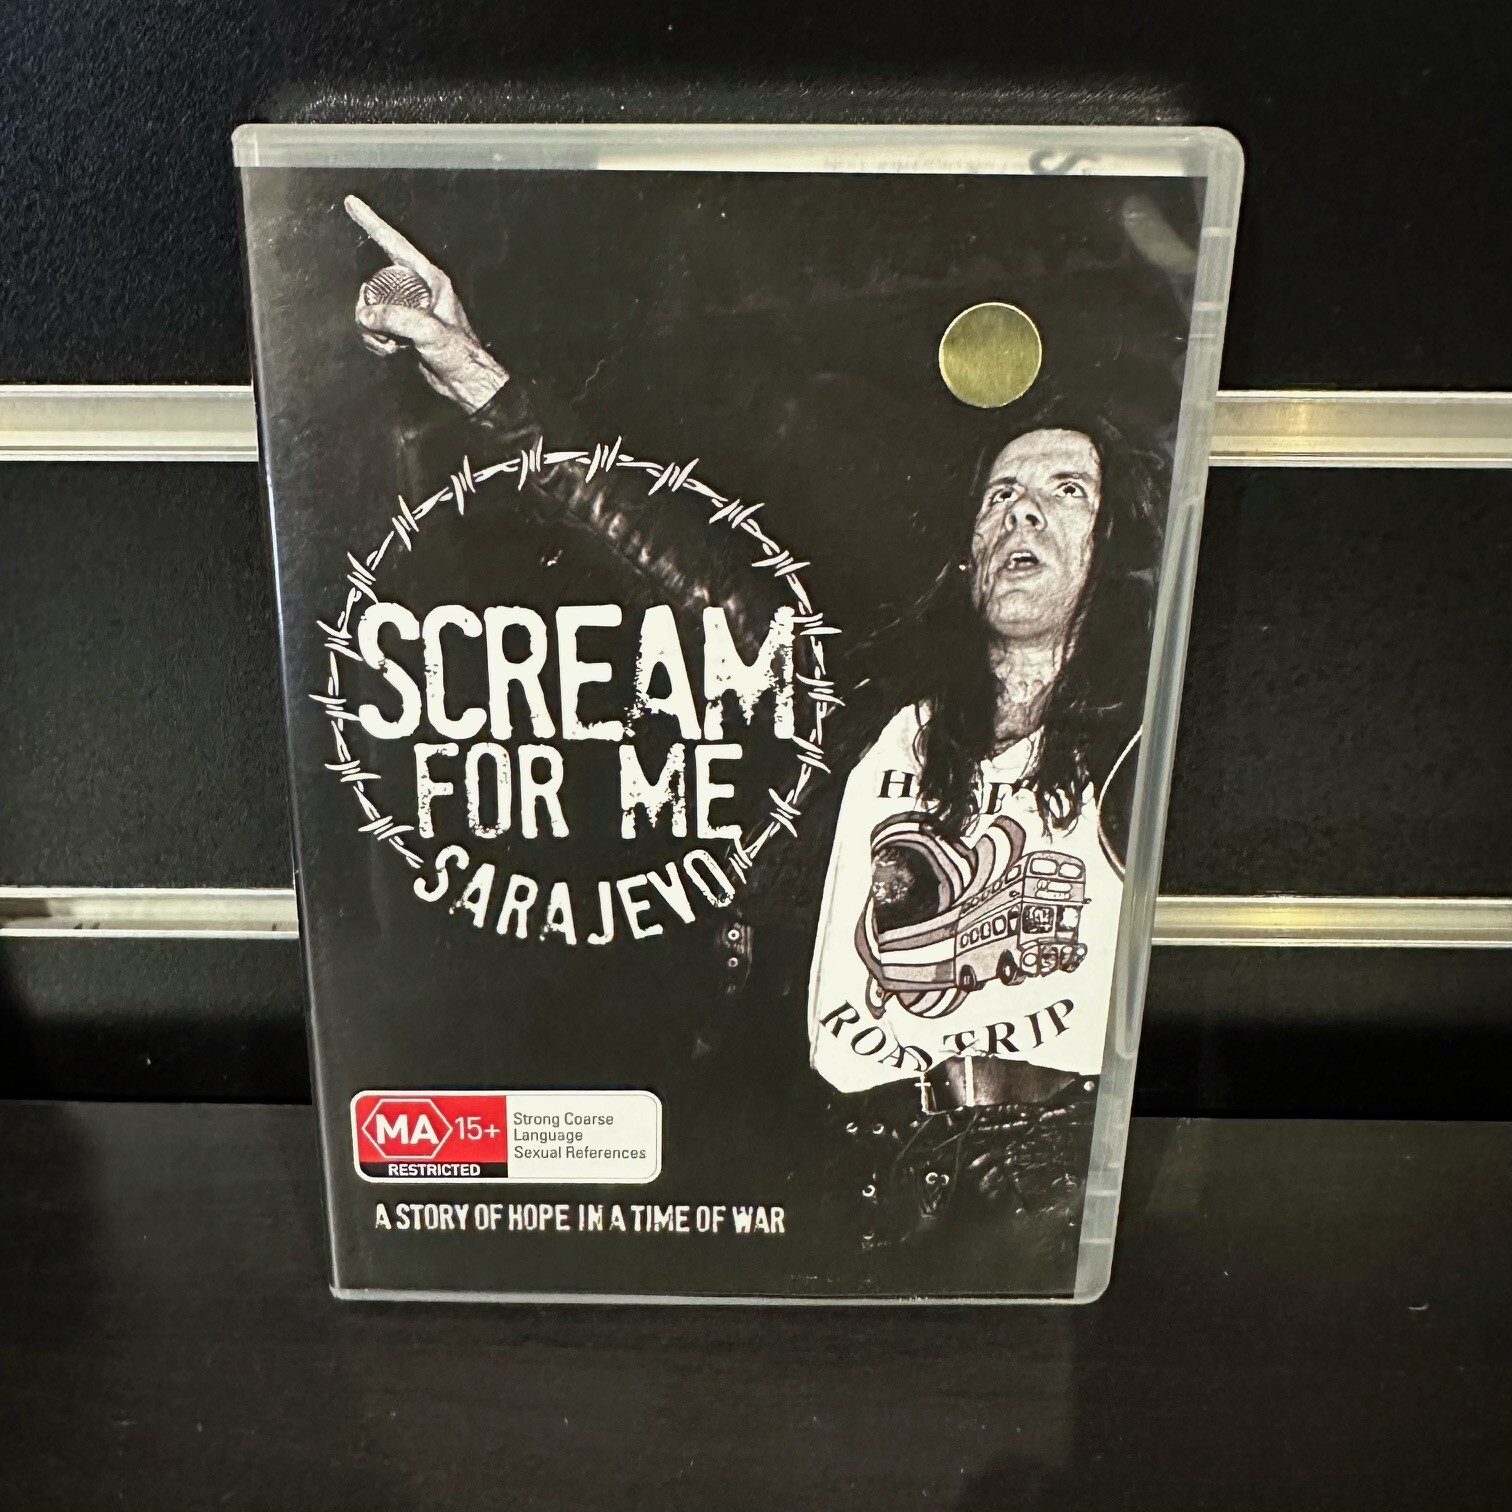 SCREAM
FOR ME
SARAJEVO
ROAD TRIP
MA 15+
RESTRICTED
Strong Coarse
Language
Sexual References
A STORY OF HOPE IN A TIME OF WAR